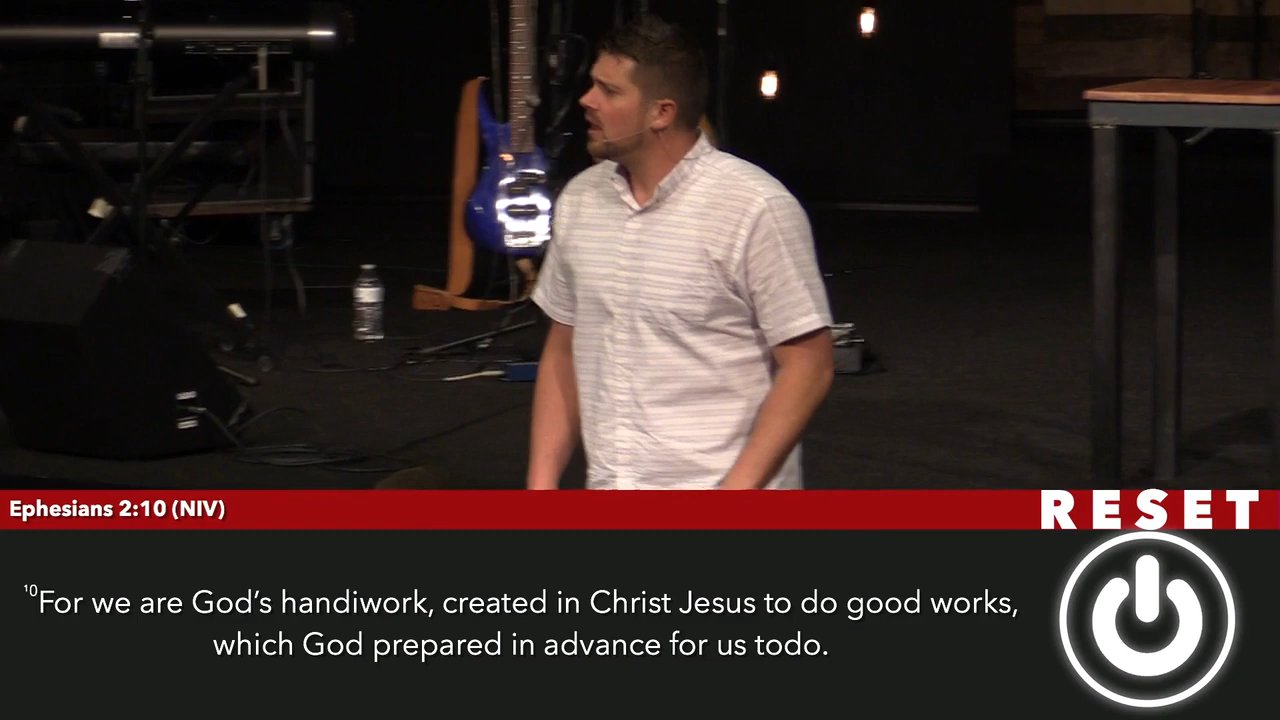 Ephesians 2:10 (NIV)
RESET
¹⁰For we are God’s handiwork, created in Christ Jesus to do good works,
which God prepared in advance for us todo.